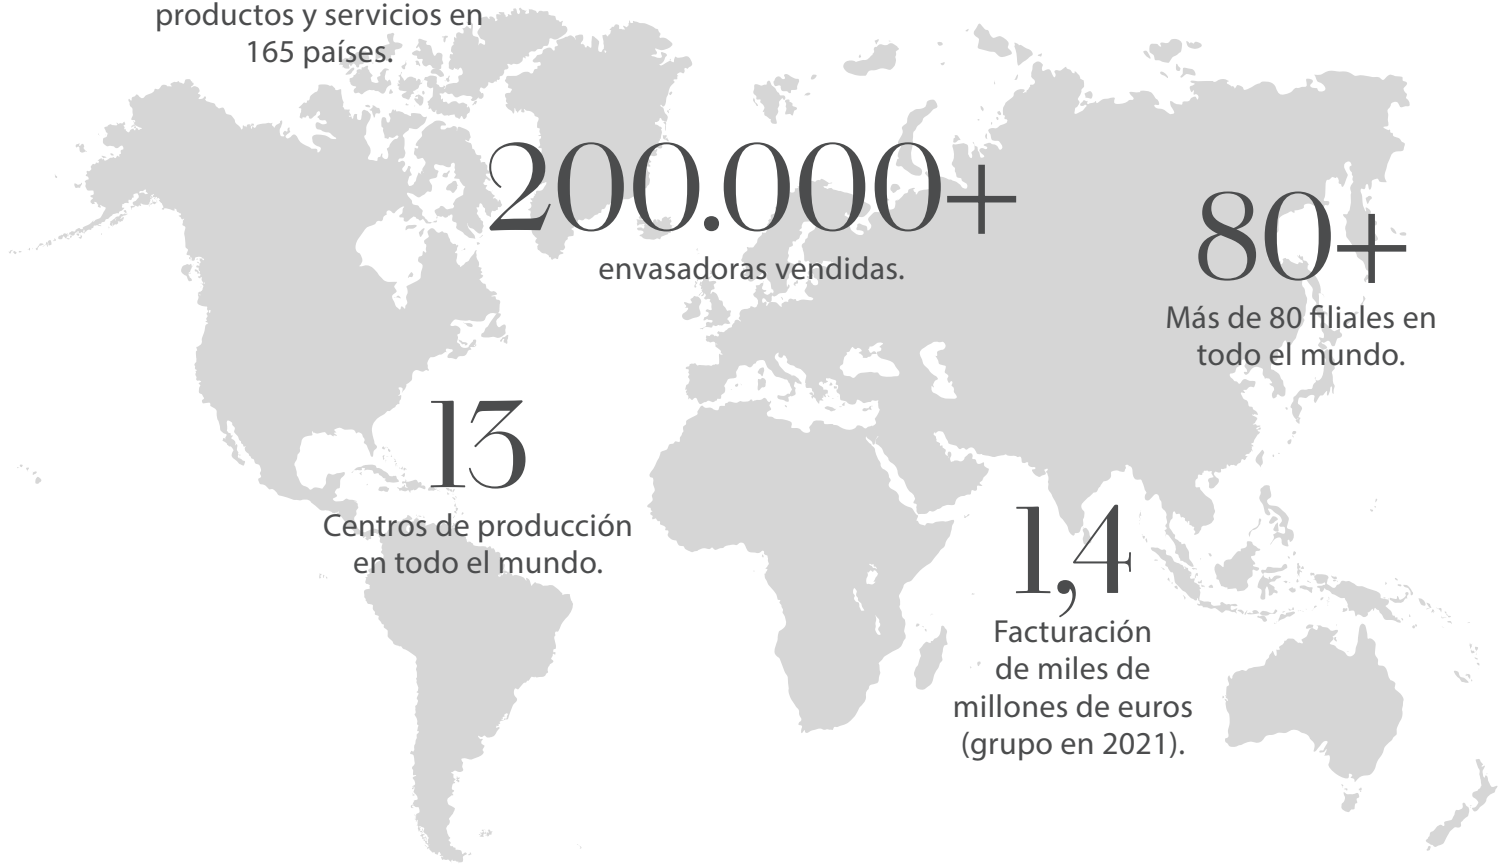 productos y servicios en
165 países.
200.000+
envasadoras vendidas.
80+
Más de 80 filiales en
todo el mundo.
13
Centros de producción
en todo el mundo.
1,4
Facturación
de miles de
millones de euros
(grupo en 2021).